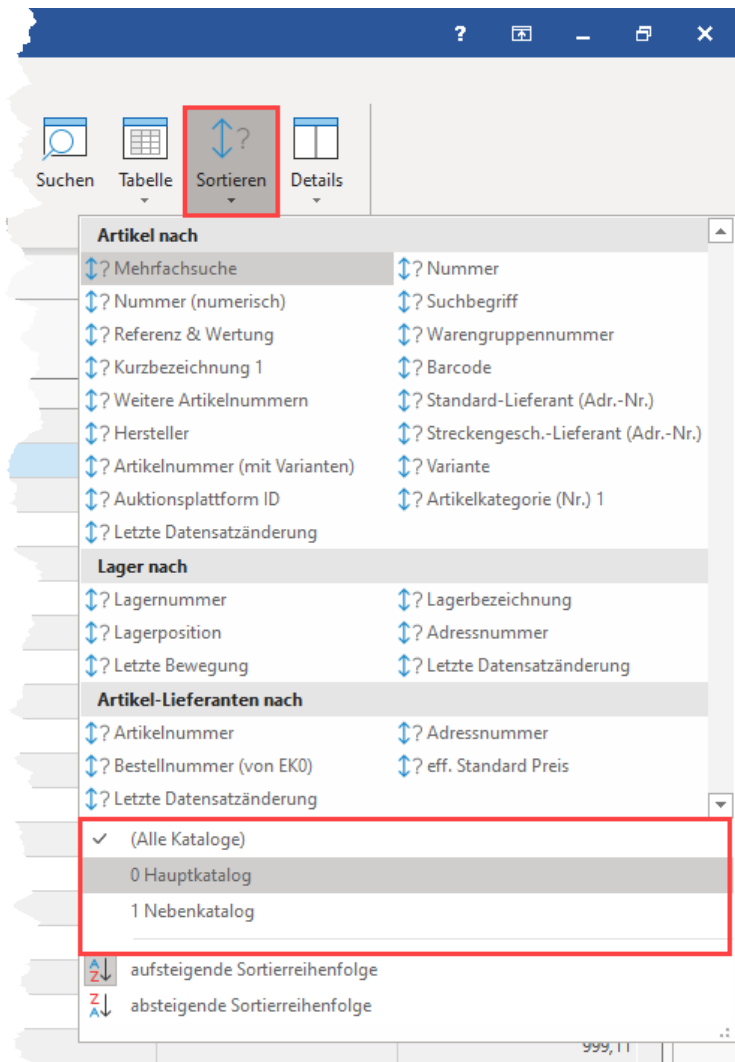 ?
Suchen Tabelle Sortieren Details
Artikel nach
? Mehrfachsuche ? Nummer
? Nummer (numerisch) ? Suchbegriff
? Referenz & Wertung ? Warengruppennummer
? Kurzbezeichnung 1 ? Barcode
? Weitere Artikelnummern ? Standard-Lieferant (Adr.-Nr.)
? Hersteller ? Streckengesch.-Lieferant (Adr.-Nr.)
? Artikelnummer (mit Varianten) ? Variante
? Auktionsplattform ID ? Artikelkategorie (Nr.) 1
? Letzte Datensatzänderung
Lager nach
? Lagernummer ? Lagerbezeichnung
? Lagerposition ? Adressnummer
? Letzte Bewegung ? Letzte Datensatzänderung
Artikel-Lieferanten nach
? Artikelnummer ? Adressnummer
? Bestellnummer (von EK0) ? eff. Standard Preis
? Letzte Datensatzänderung
(Alle Kataloge)
0 Hauptkatalog
1 Nebenkatalog
AZ aufsteigende Sortierreihenfolge
ZA absteigende Sortierreihenfolge